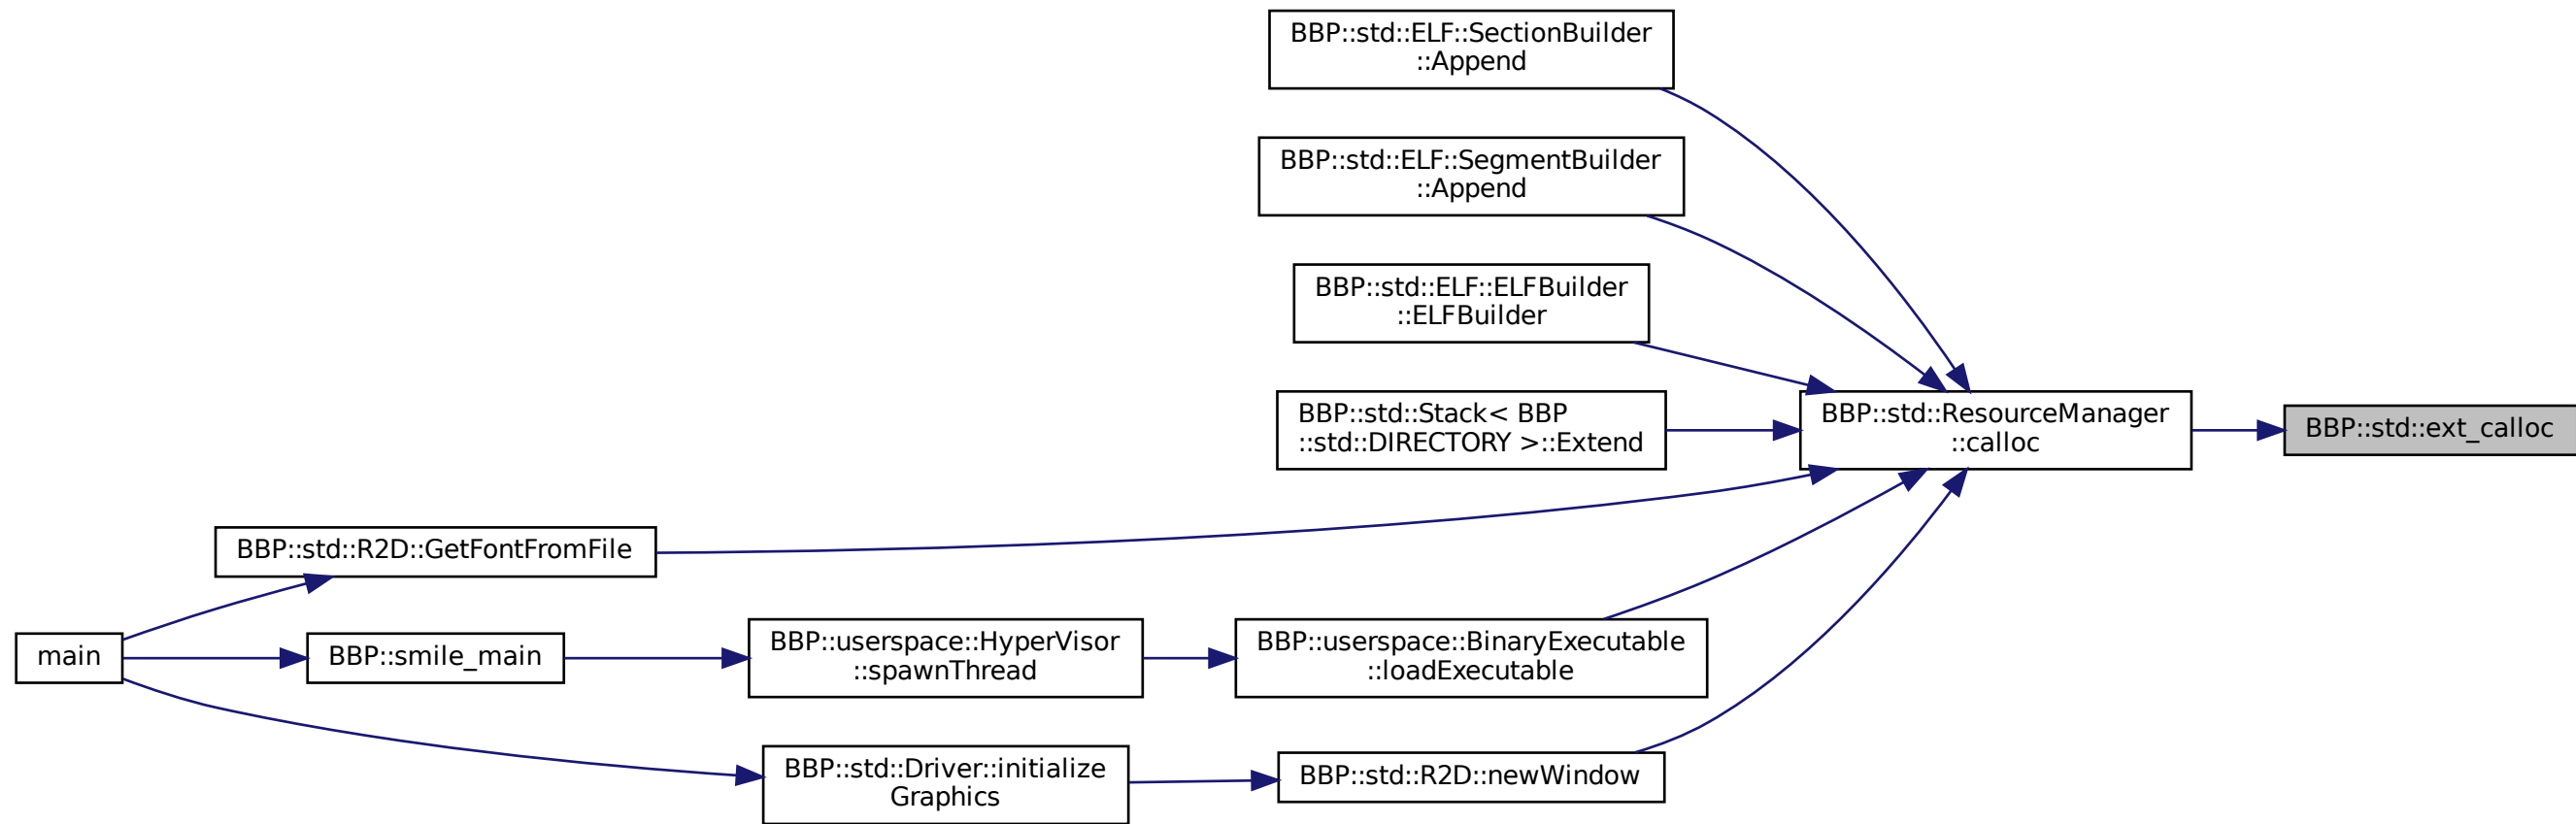 BBP::std::ELF::SectionBuilder
::Append
BBP::std::ELF::SegmentBuilder
::Append
BBP::std::ELF::ELFBuilder
::ELFBuilder
BBP::std::Stack< BBP
::std::DIRECTORY >::Extend
BBP::std::ResourceManager
::calloc
BBP::std::ext_calloc
BBP::std::R2D::GetFontFromFile
main
BBP::smile_main
BBP::userspace::HyperVisor
::spawnThread
BBP::userspace::BinaryExecutable
::loadExecutable
BBP::std::Driver::initialize
Graphics
BBP::std::R2D::newWindow